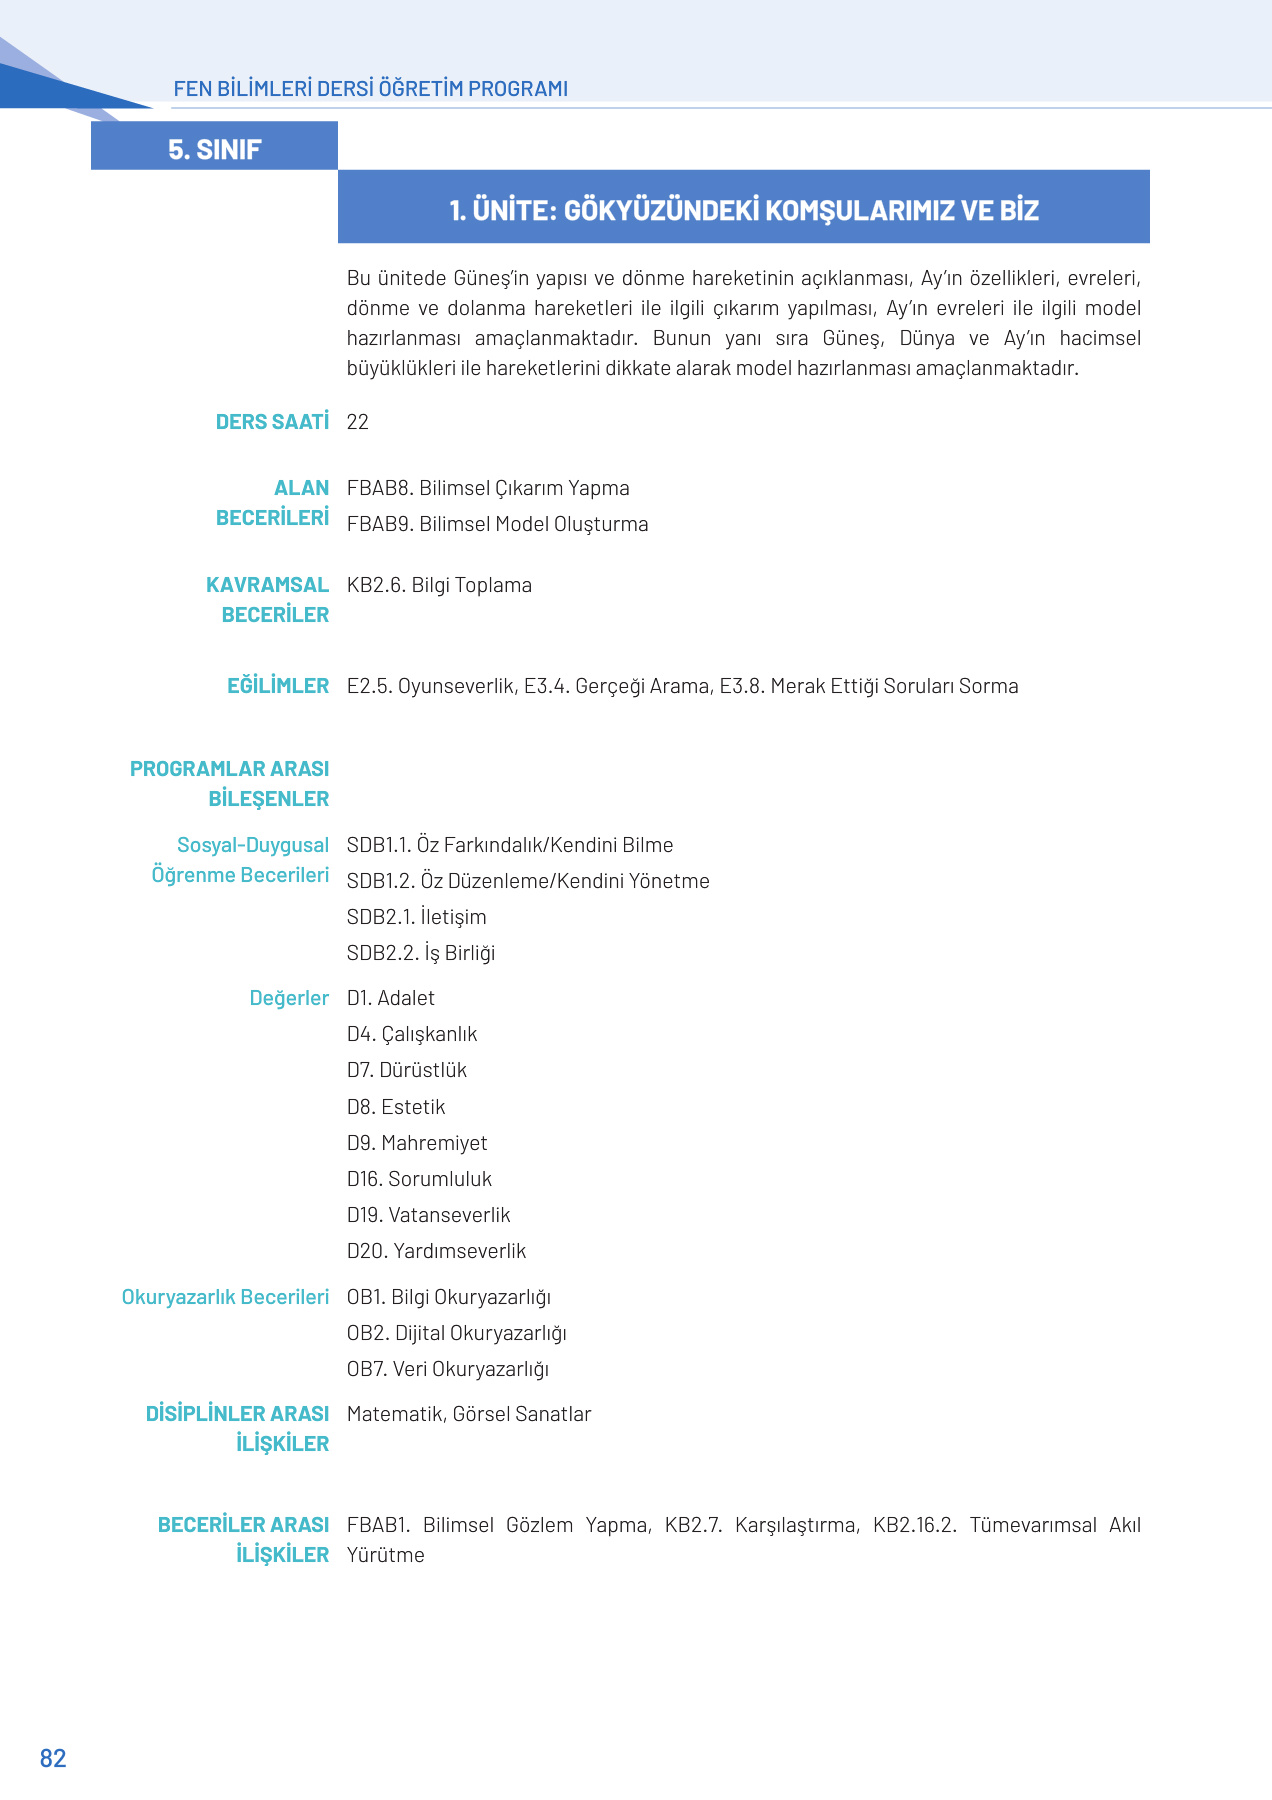 FEN BİLİMLERİ DERSİ ÖĞRETİM PROGRAMI
5. SINIF
1. ÜNİTE: GÖKYÜZÜNDEKİ KOMŞULARIMIZ VE BİZ
Bu ünitede Güneş’in yapısı ve dönme hareketinin açıklanması, Ay’ın özellikleri, evreleri,
dönme ve dolanma hareketleri ile ilgili çıkarım yapılması, Ay’ın evreleri ile ilgili model
hazırlanması amaçlanmaktadır. Bunun yanı sıra Güneş, Dünya ve Ay’ın hacimsel
büyüklükleri ile hareketlerini dikkate alarak model hazırlanması amaçlanmaktadır.
DERS SAATİ 22
ALAN
BECERİLERİ
FBAB8. Bilimsel Çıkarım Yapma
FBAB9. Bilimsel Model Oluşturma
KAVRAMSAL
BECERİLER
KB2.6. Bilgi Toplama
EĞİLİMLER E2.5. Oyunseverlik, E3.4. Gerçeği Arama, E3.8. Merak Ettiği Soruları Sorma
PROGRAMLAR ARASI
BİLEŞENLER
Sosyal-Duygusal
Öğrenme Becerileri
SDB1.1. Öz Farkındalık/Kendini Bilme
SDB1.2. Öz Düzenleme/Kendini Yönetme
SDB2.1. İletişim
SDB2.2. İş Birliği
Değerler D1. Adalet
D4. Çalışkanlık
D7. Dürüstlük
D8. Estetik
D9. Mahremiyet
D16. Sorumluluk
D19. Vatanseverlik
D20. Yardımseverlik
Okuryazarlık Becerileri OB1. Bilgi Okuryazarlığı
OB2. Dijital Okuryazarlığı
OB7. Veri Okuryazarlığı
DİSİPLİNLER ARASI
İLİŞKİLER
Matematik, Görsel Sanatlar
BECERİLER ARASI
İLİŞKİLER
FBAB1. Bilimsel Gözlem Yapma, KB2.7. Karşılaştırma, KB2.16.2. Tümevarımsal Akıl
Yürütme
82